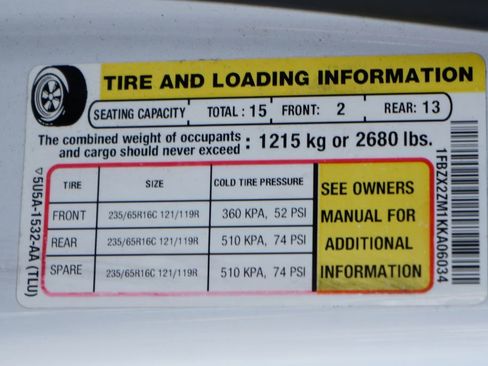 TIRE AND LOADING INFORMATION
SEATING CAPACITY TOTAL : 15 FRONT: 2 REAR: 13
The combined weight of occupants
and cargo should never exceed : 1215 kg or 2680 lbs.
TIRE SIZE COLD TIRE PRESSURE
FRONT 235/65R16C 121/119R 360 KPA, 52 PSI
REAR 235/65R16C 121/119R 510 KPA, 74 PSI
SPARE 235/65R16C 121/119R 510 KPA, 74 PSI
SEE OWNERS
MANUAL FOR
ADDITIONAL
INFORMATION
5U5A-1532-AA (TLU)
1FBZX2ZM1KKA06034